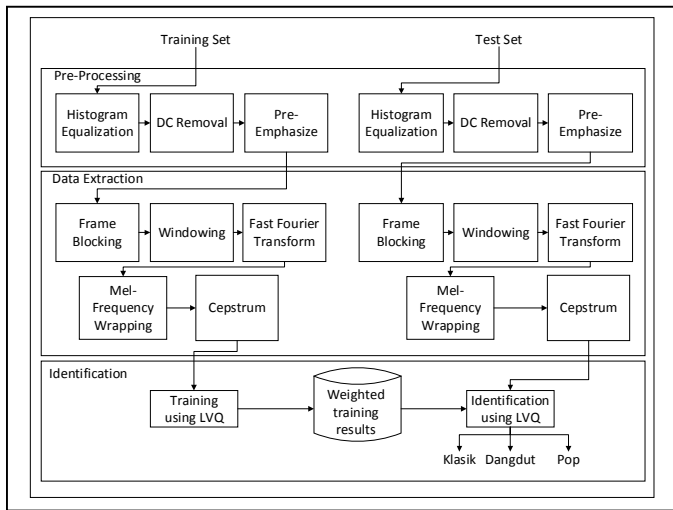 Training Set
Test Set
Pre-Processing
Histogram
Equalization
DC Removal
Pre-
Emphasize
Histogram
Equalization
DC Removal
Pre-
Emphasize
Data Extraction
Frame
Blocking
Windowing
Fast Fourier
Transform
Frame
Blocking
Windowing
Fast Fourier
Transform
Mel-
Frequency
Wrapping
Cepstrum
Mel-
Frequency
Wrapping
Cepstrum
Identification
Training
using LVQ
Weighted
training
results
Identification
using LVQ
Klasik
Dangdut
Pop